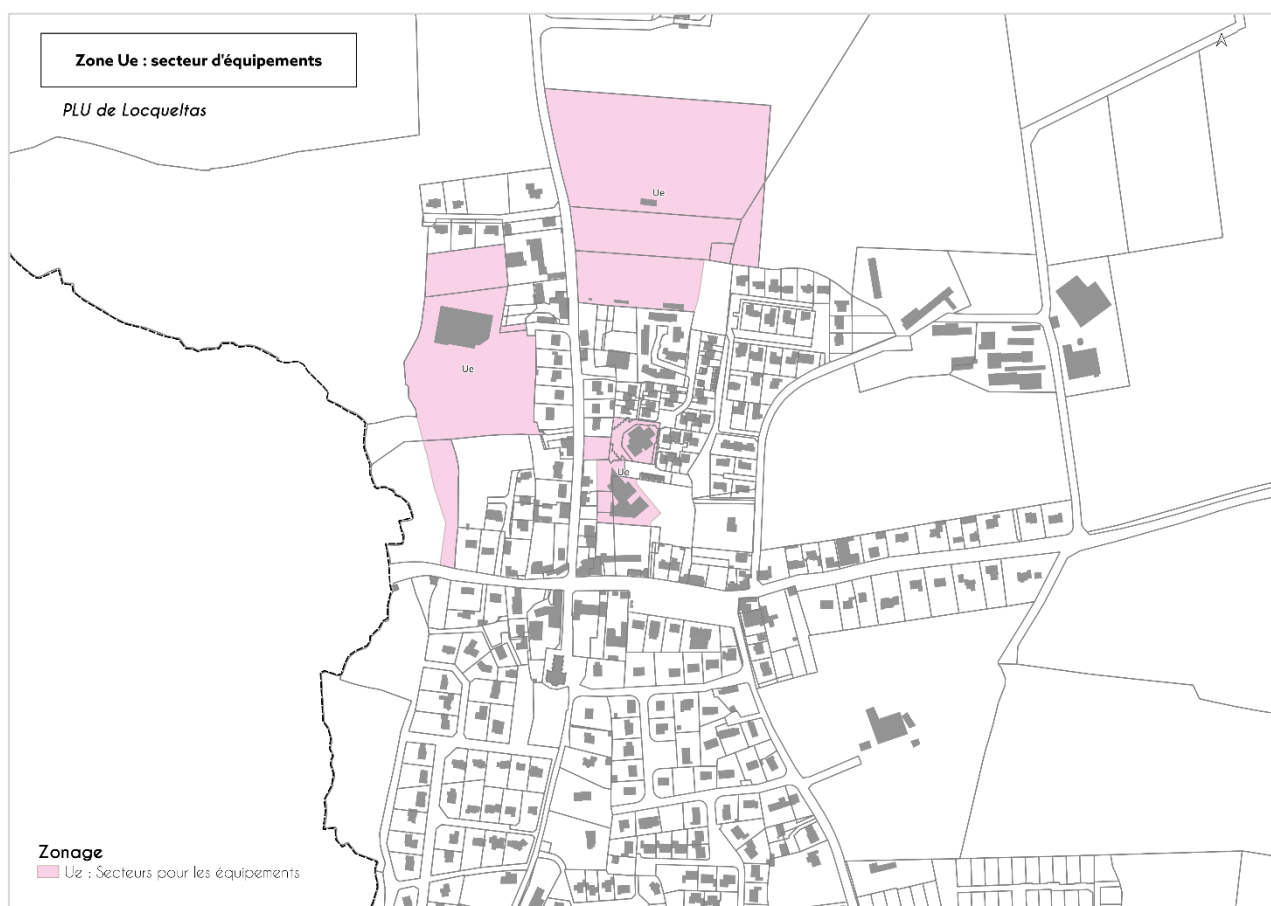 Zone Ue : secteur d'équipements
PLU de Locqueltas
Ue
Ue
Ue
Zonage
Ue : Secteurs pour les équipements